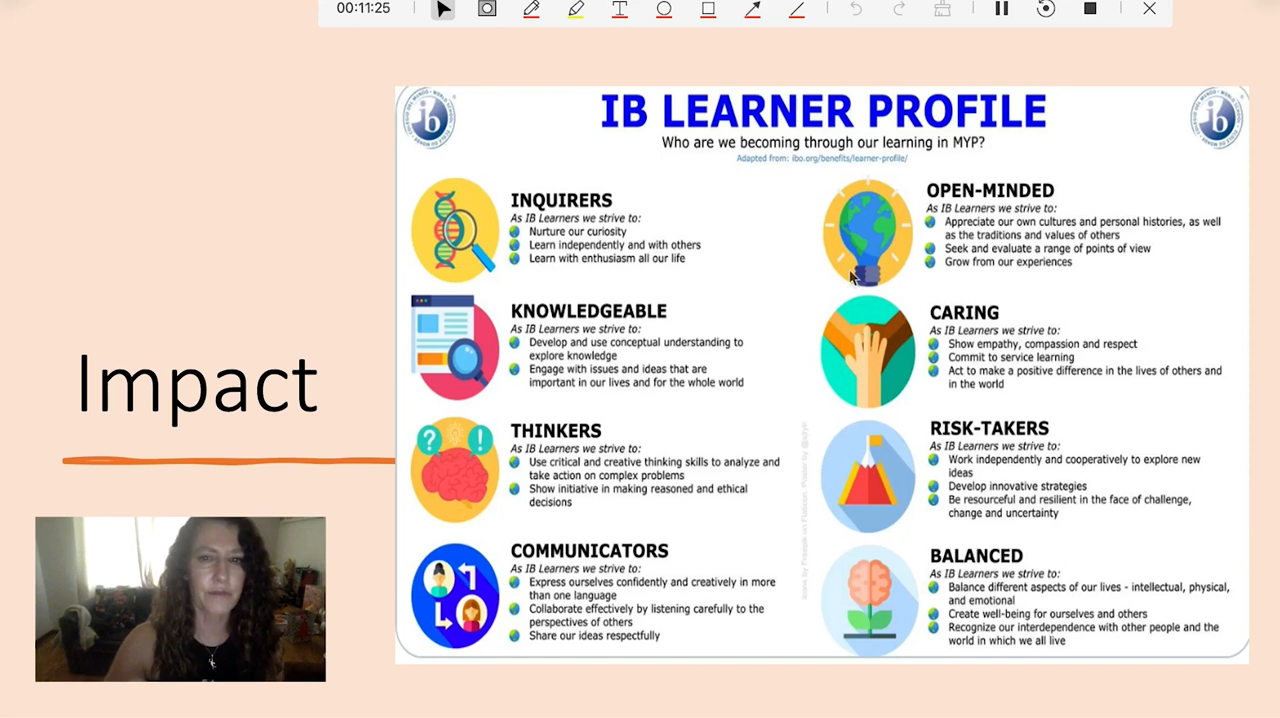 00:11:25
T
IB LEARNER PROFILE
Who are we becoming through our learning in MYP?
Adapted from: ibo.org/benefits/learner-profile/
ib
ib
Impact
INQUIRERS
As IB Learners we strive to:
Nurture our curiosity
Learn independently and with others
Learn with enthusiasm all our life
KNOWLEDGEABLE
As IB Learners we strive to:
Develop and use conceptual understanding to
explore knowledge
Engage with issues and ideas that are
important in our lives and for the whole world
?
!
THINKERS
As IB Learners we strive to:
Use critical and creative thinking skills to analyze and
take action on complex problems
Show initiative in making reasoned and ethical
decisions
COMMUNICATORS
As IB Learners we strive to:
Express ourselves confidently and creatively in more
than one language
Collaborate effectively by listening carefully to the
perspectives of others
Share our ideas respectfully
OPEN-MINDED
As IB Learners we strive to:
Appreciate our own cultures and personal histories, as well
as the traditions and values of others
Seek and evaluate a range of points of view
Grow from our experiences
CARING
As IB Learners we strive to:
Show empathy, compassion and respect
Commit to service learning
Act to make a positive difference in the lives of others and
in the world
RISK-TAKERS
As IB Learners we strive to:
Work independently and cooperatively to explore new
ideas
Develop innovative strategies
Be resourceful and resilient in the face of challenge,
change and uncertainty
BALANCED
As IB Learners we strive to:
Balance different aspects of our lives - intellectual, physical,
and emotional
Create well-being for ourselves and others
Recognize our interdependence with other people and the
world in which we all live